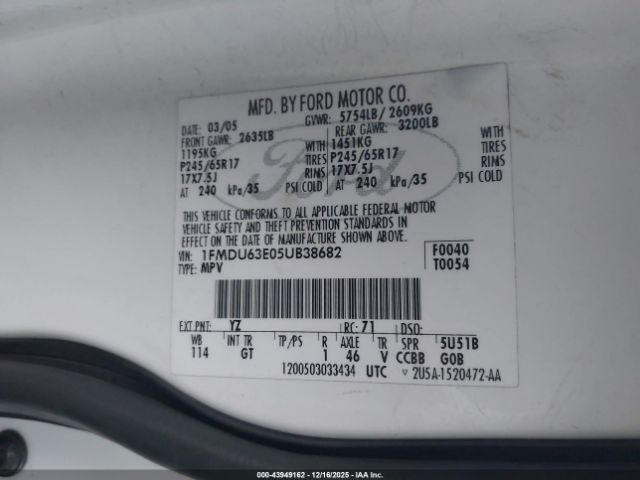 MFD. BY FORD MOTOR CO.
DATE: 03/05 GVWR: 5754LB/ 2609KG
FRONT GAWR: 2635LB REAR GAWR: 3200LB
1195KG WITH 1451KG WITH
P245/65R17 TIRES P245/65R17 TIRES
17X7.5J RIMS 17X7.5J RIMS
AT 240 kPa/35 PSI COLD AT 240 kPa/35 PSI COLD
Ford
THIS VEHICLE CONFORMS TO ALL APPLICABLE FEDERAL MOTOR
VEHICLE SAFETY AND THEFT PREVENTION STANDARDS IN
EFFECT ON THE DATE OF MANUFACTURE SHOWN ABOVE.
VIN: 1FMDU63E05UB38682 F0040
TYPE: MPV T0054
EXT PNT: YZ RC: 71 DSO:
WB INT TR TP/PS R AXLE TR SPR 5U51B
114 GT 1 46 V CCBB GOB
1200503033434 UTC ▽ 2U5A-1520472-AA
000-43949162 - 12/16/2025 - IAA Inc.